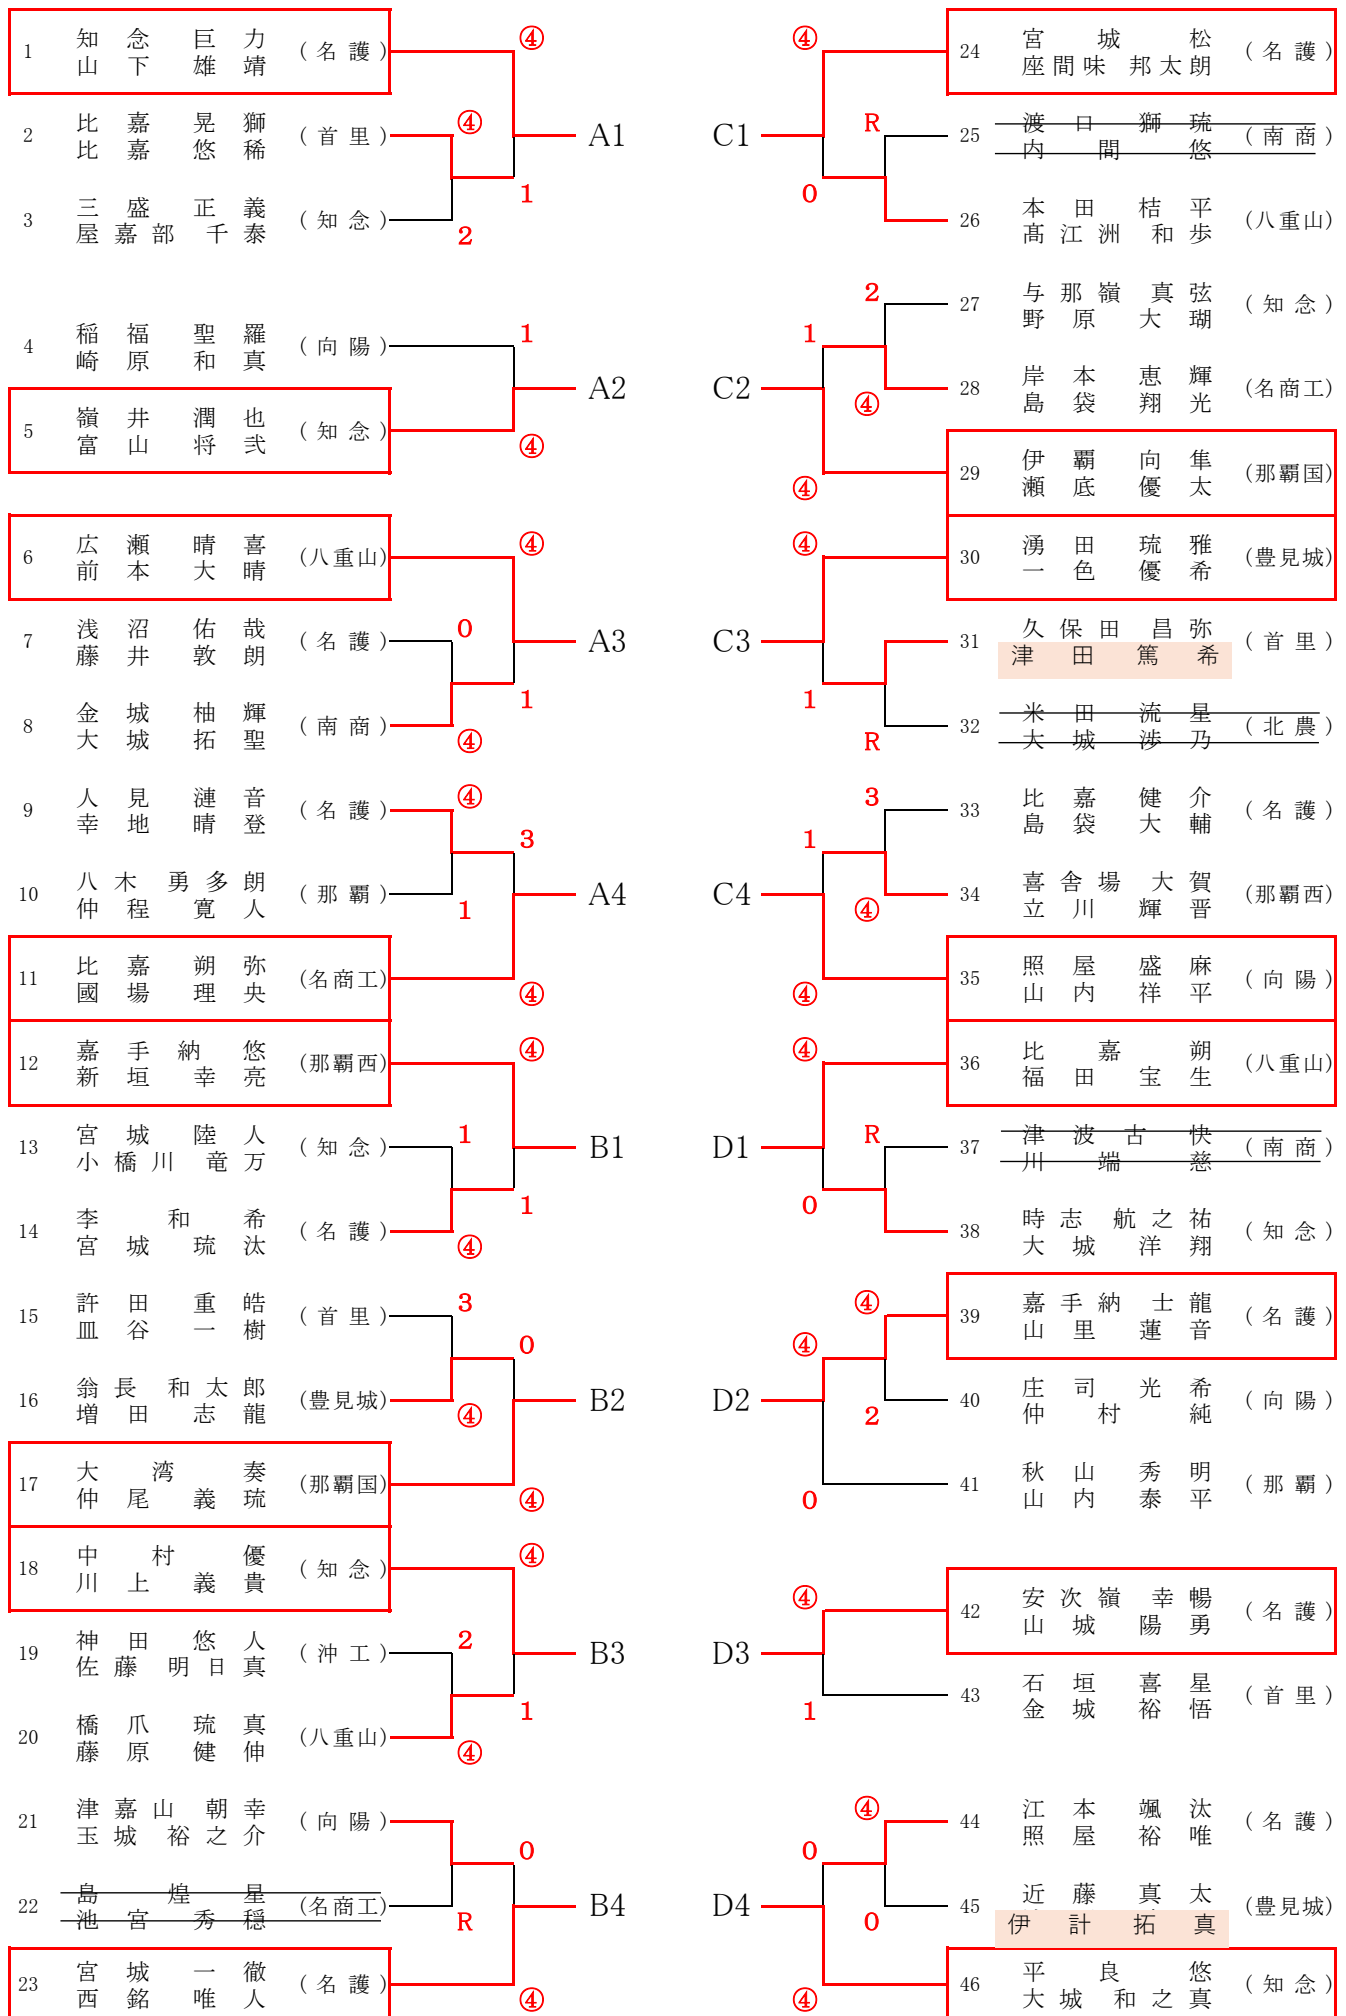 1 知念 巨力 (名護)
山下 雄靖
④
2 比嘉 晃獅 (首里)
比嘉 悠稀
④
A1
1
3 三盛 正義 (知念)
屋嘉部 千泰
2
4 稲福 聖羅 (向陽)
崎原 和真
1
A2
5 嶺井 潤也 (知念)
富山 将弐
④
6 広瀬 晴喜 (八重山)
前本 大晴
④
7 浅沼 佑哉 (名護)
藤井 敦朗
0
A3
1
8 金城 柚輝 (南商)
大城 拓聖
④
9 人見 漣音 (名護)
幸地 晴登
④
3
10 八木 勇多朗 (那覇)
仲程 寛人
1
A4
11 比嘉 朔弥 (名商工)
國場 理央
④
12 嘉手納 悠 (那覇西)
新垣 幸亮
④
13 宮城 陸人 (知念)
小橋川 竜万
1
B1
1
14 李 和希 (名護)
宮城 琉汰
④
15 許田 重皓 (首里)
皿谷 一樹
3
0
16 翁長 和太郎 (豊見城)
増田 志龍
④
B2
17 大湾 奏 (那覇国)
仲尾 義琉
④
18 中村 優 (知念)
川上 義貴
④
19 神田 悠人 (沖工)
佐藤 明日真
2
B3
1
20 橋爪 琉真 (八重山)
藤原 健伸
④
21 津嘉山 朝幸 (向陽)
玉城 裕之介
0
22 島 煌星 (名商工)
池宮 秀穏
R
B4
23 宮城 一徹 (名護)
西銘 唯人
④
④
24 宮城 松 (名護)
座間味 邦太朗
C1
R
25 渡口 獅琉 (南商)
内間 悠
0
26 本田 桔平 (八重山)
髙江洲 和歩
2
27 与那嶺 真弦 (知念)
野原 大瑚
1
C2
④
28 岸本 恵輝 (名商工)
島袋 翔光
④
29 伊覇 向隼 (那覇国)
瀬底 優太
④
30 湧田 琉雅 (豊見城)
一色 優希
C3
31 久保田 昌弥 (首里)
津田 篤希
1
R
32 米田 流星 (北農)
大城 渉乃
3
33 比嘉 健介 (名護)
島袋 大輔
1
C4
④
34 喜舎場 大賀 (那覇西)
立川 輝晋
④
35 照屋 盛麻 (向陽)
山内 祥平
④
36 比嘉 朔 (八重山)
福田 宝生
D1
R
37 津波古 快 (南商)
川端 慈
0
38 時志 航之祐 (知念)
大城 洋翔
④
④
39 嘉手納 士龍 (名護)
山里 蓮音
D2
2
40 庄司 光希 (向陽)
仲村 純
0
41 秋山 秀明 (那覇)
山内 泰平
④
42 安次嶺 幸暢 (名護)
山城 陽勇
D3
1
43 石垣 喜星 (首里)
金城 裕悟
④
44 江本 颯汰 (名護)
照屋 裕唯
0
D4
0
45 近藤 真太 (豊見城)
伊計 拓真
④
46 平良 悠 (知念)
大城 和之真